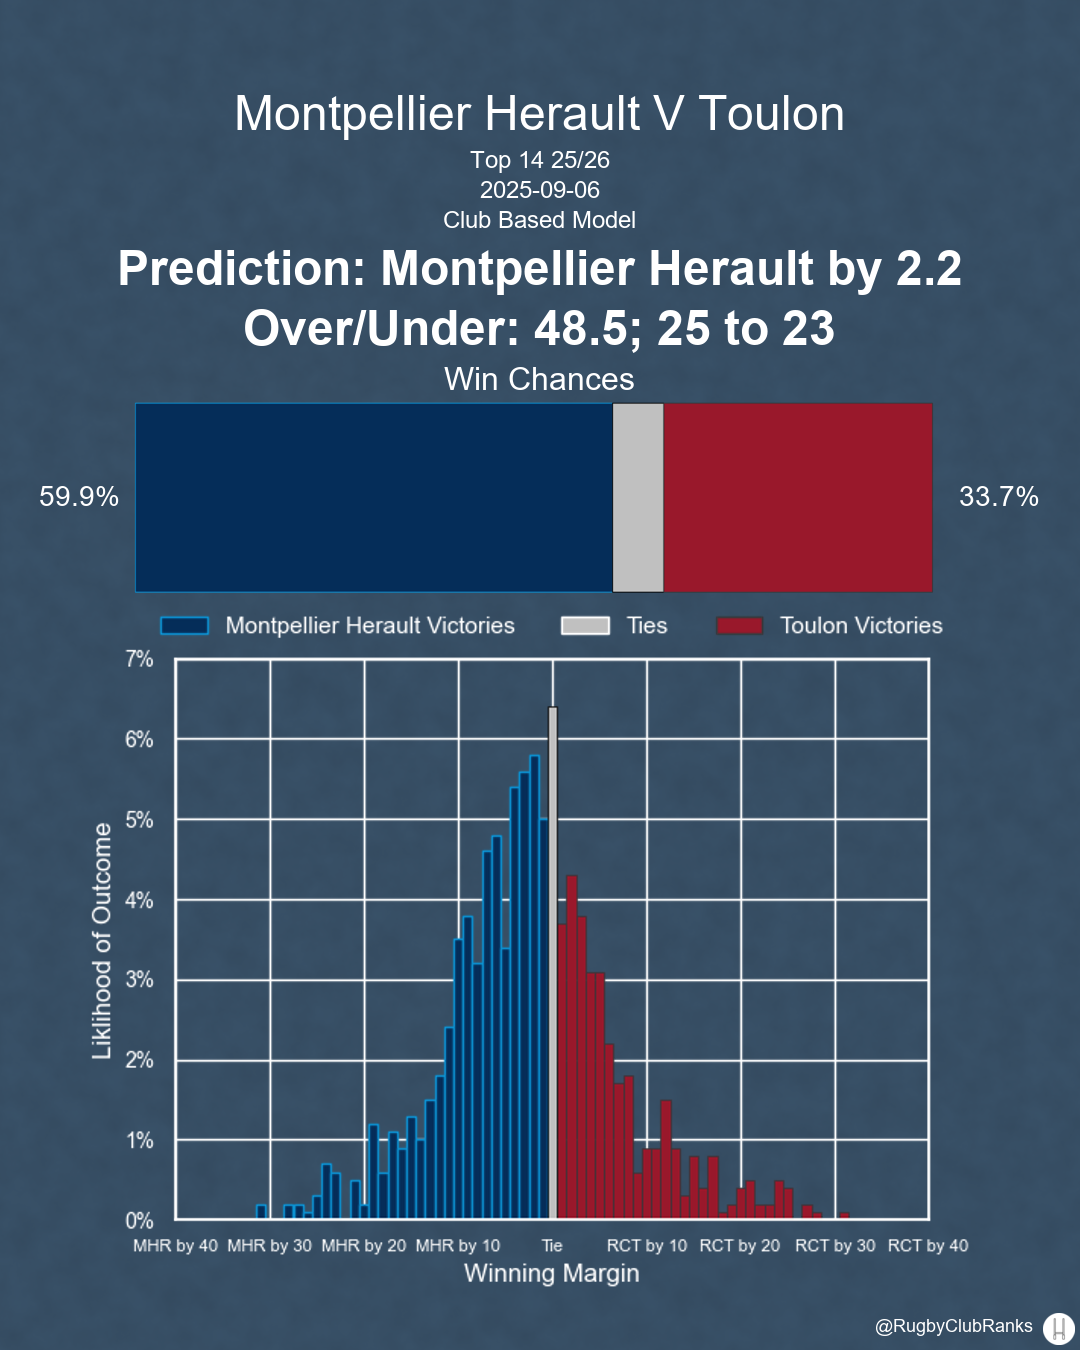 Montpellier Herault V Toulon
Top 14 25/26
2025-09-06
Club Based Model
Prediction: Montpellier Herault by 2.2
Over/Under: 48.5; 25 to 23
Win Chances
59.9%
33.7%
Montpellier Herault Victories
Ties
Toulon Victories
7%
6%
5%
4%
3%
2%
1%
0%
Liklihood of Outcome
MHR by 40 MHR by 30 MHR by 20 MHR by 10 Tie RCT by 10 RCT by 20 RCT by 30 RCT by 40
Winning Margin
@RugbyClubRanks